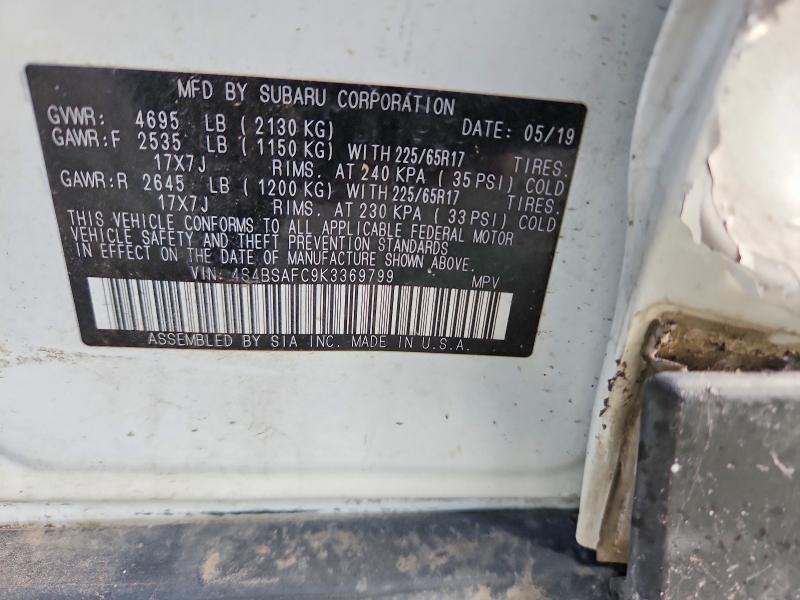 MFD BY SUBARU CORPORATION
GVWR: 4695 LB ( 2130 KG) DATE: 05/19
GAWR:F 2535 LB ( 1150 KG) WITH 225/65R17 TIRES.
17X7J RIMS. AT 240 KPA ( 35 PSI) COLD
GAWR:R 2645 LB ( 1200 KG) WITH 225/65R17 TIRES.
17X7J RIMS. AT 230 KPA ( 33 PSI) COLD
THIS VEHICLE CONFORMS TO ALL APPLICABLE FEDERAL MOTOR
VEHICLE SAFETY AND THEFT PREVENTION STANDARDS
IN EFFECT ON THE DATE OF MANUFACTURE SHOWN ABOVE.
VIN: 4S4BSAFC9K3369799 MPV
ASSEMBLED BY SIA INC. MADE IN U.S.A.